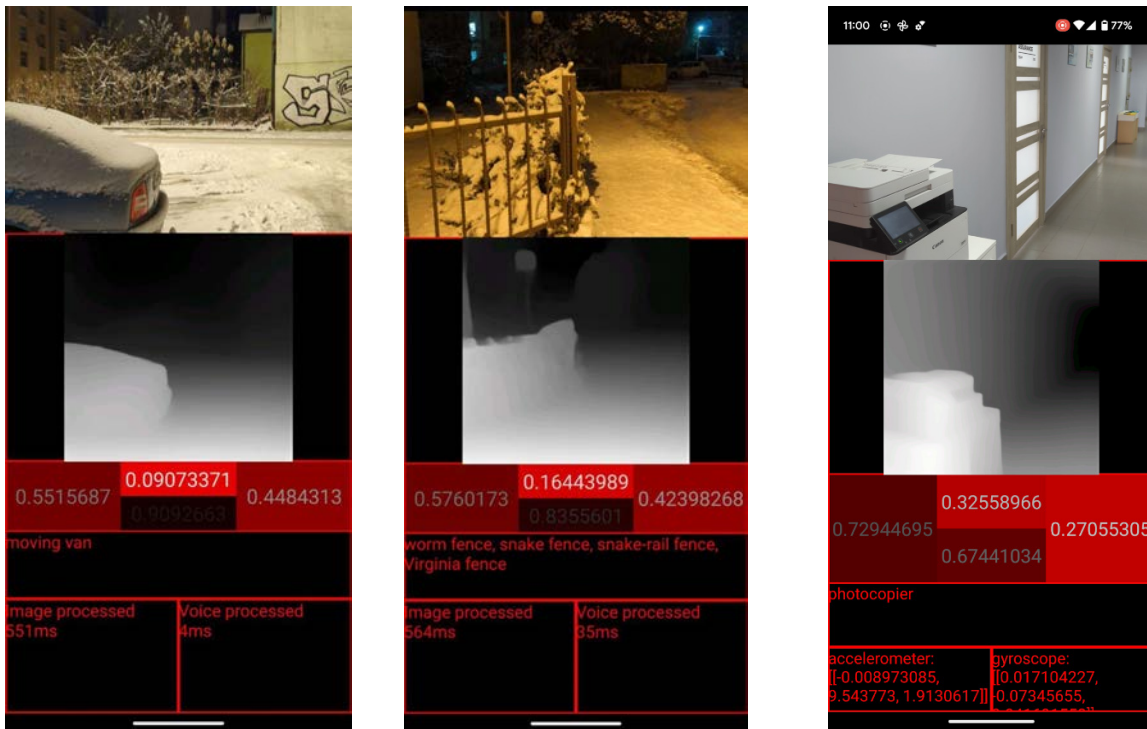 0.5515687
0.09073371
0.4484313
0.9092663
moving van
Image processed
551ms
Voice processed
4ms
0.5760173
0.16443989
0.42398268
0.8355601
worm fence, snake fence, snake-rail fence,
Virginia fence
Image processed
564ms
Voice processed
35ms
11:00
77%
Canon
0.72944695
0.32558966
0.27055305
0.67441034
photocopier
accelerometer:
[[-0.008973085,
9.543773, 1.9130617]]
gyroscope:
[[0.017104227,
-0.07345655,